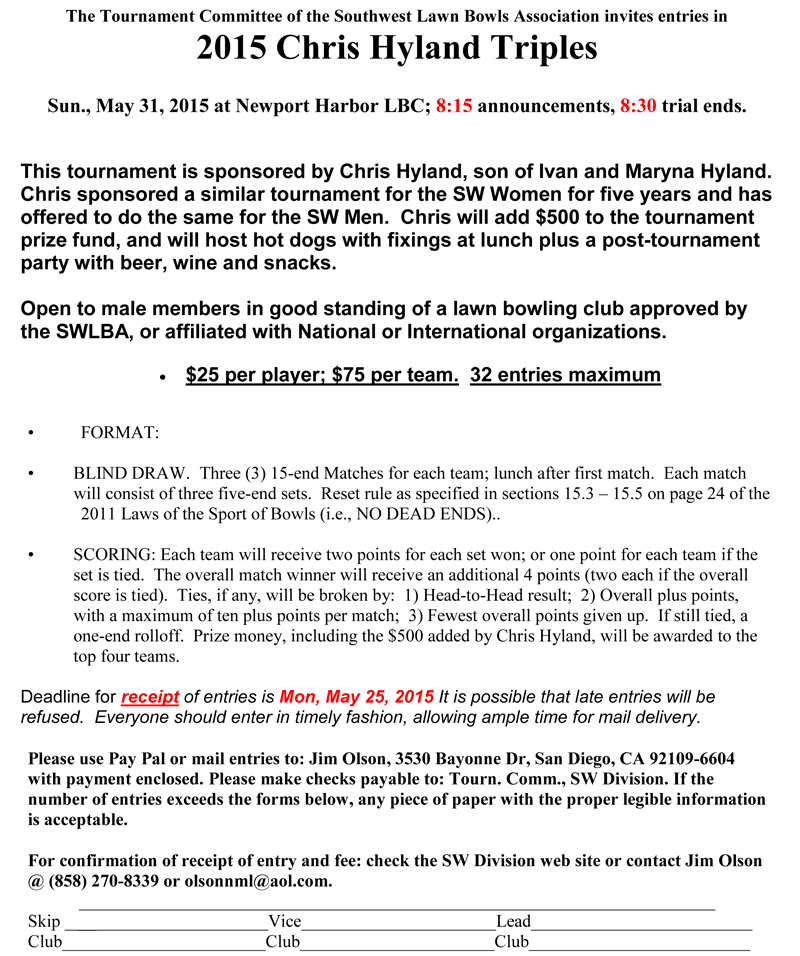 The Tournament Committee of the Southwest Lawn Bowls Association invites entries in
2015 Chris Hyland Triples
Sun., May 31, 2015 at Newport Harbor LBC; 8:15 announcements, 8:30 trial ends.
This tournament is sponsored by Chris Hyland, son of Ivan and Maryna Hyland.
Chris sponsored a similar tournament for the SW Women for five years and has
offered to do the same for the SW Men.  Chris will add $500 to the tournament
prize fund, and will host hot dogs with fixings at lunch plus a post-tournament
party with beer, wine and snacks.
Open to male members in good standing of a lawn bowling club approved by
the SWLBA, or affiliated with National or International organizations.
• $25 per player; $75 per team.  32 entries maximum
• FORMAT:
• BLIND DRAW.  Three (3) 15-end Matches for each team; lunch after first match.  Each match
will consist of three five-end sets.  Reset rule as specified in sections 15.3 – 15.5 on page 24 of the
2011 Laws of the Sport of Bowls (i.e., NO DEAD ENDS)..
• SCORING: Each team will receive two points for each set won; or one point for each team if the
set is tied.  The overall match winner will receive an additional 4 points (two each if the overall
score is tied).  Ties, if any, will be broken by:  1) Head-to-Head result;  2) Overall plus points,
with a maximum of ten plus points per match;  3) Fewest overall points given up.  If still tied, a
one-end rolloff.  Prize money, including the $500 added by Chris Hyland, will be awarded to the
top four teams.
Deadline for receipt of entries is Mon, May 25, 2015 It is possible that late entries will be
refused.  Everyone should enter in timely fashion, allowing ample time for mail delivery.
Please use Pay Pal or mail entries to: Jim Olson, 3530 Bayonne Dr, San Diego, CA 92109-6604
with payment enclosed. Please make checks payable to: Tourn. Comm., SW Division. If the
number of entries exceeds the forms below, any piece of paper with the proper legible information
is acceptable.
For confirmation of receipt of entry and fee: check the SW Division web site or contact Jim Olson
@ (858) 270-8339 or olsonnml@aol.com.
Skip ______________________Vice______________________Lead_________________________
Club_______________________Club______________________Club_________________________